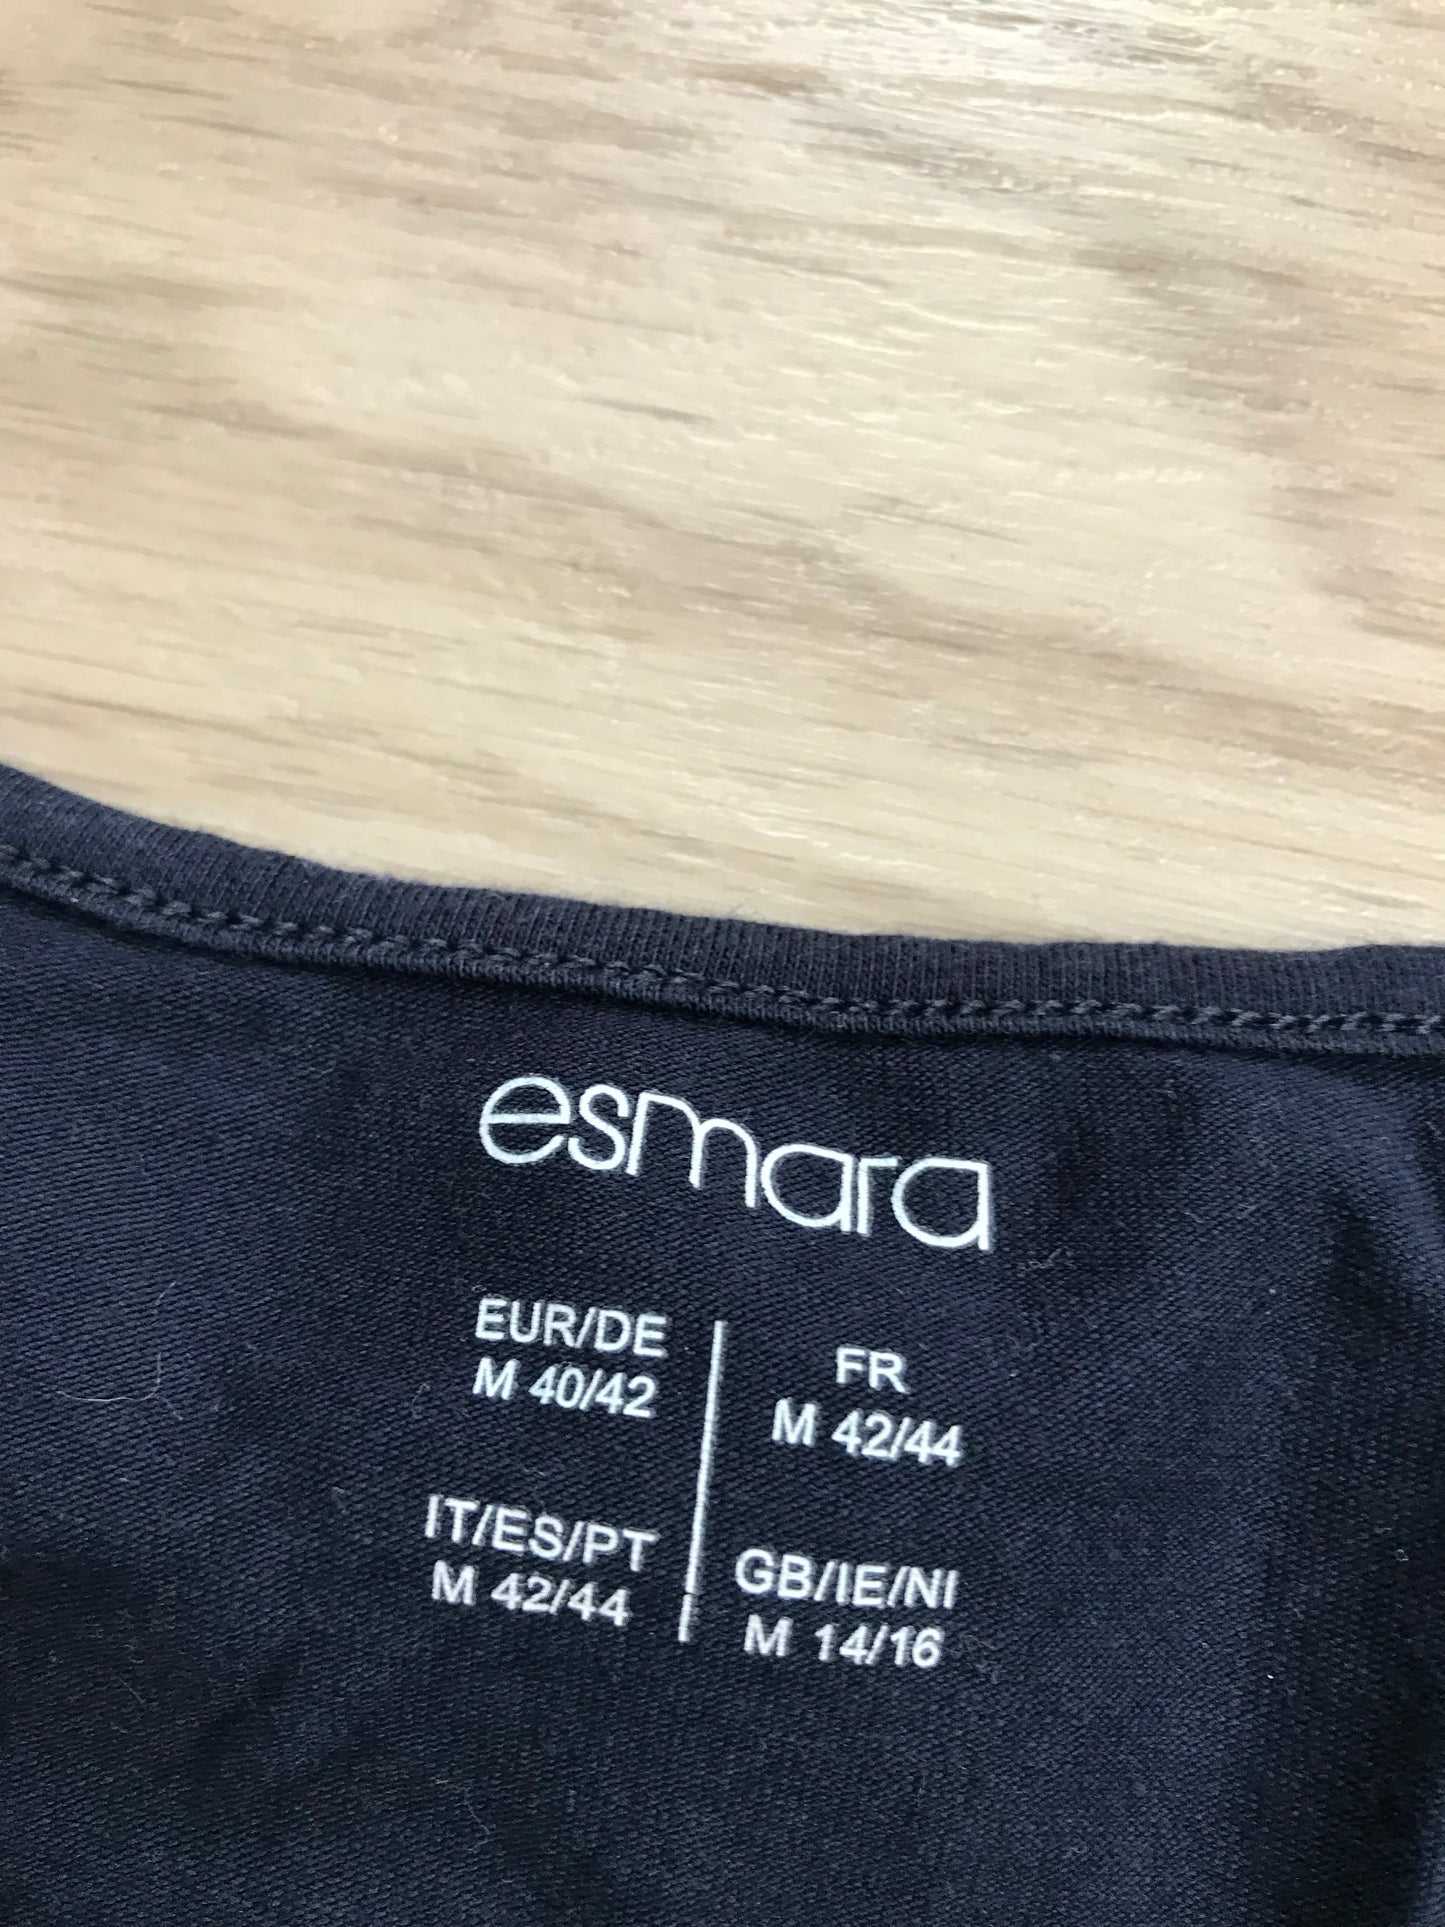 esmara
EUR/DE
M 40/42
FR
M 42/44
IT/ES/PT
M 42/44
GB/IE/NI
M 14/16